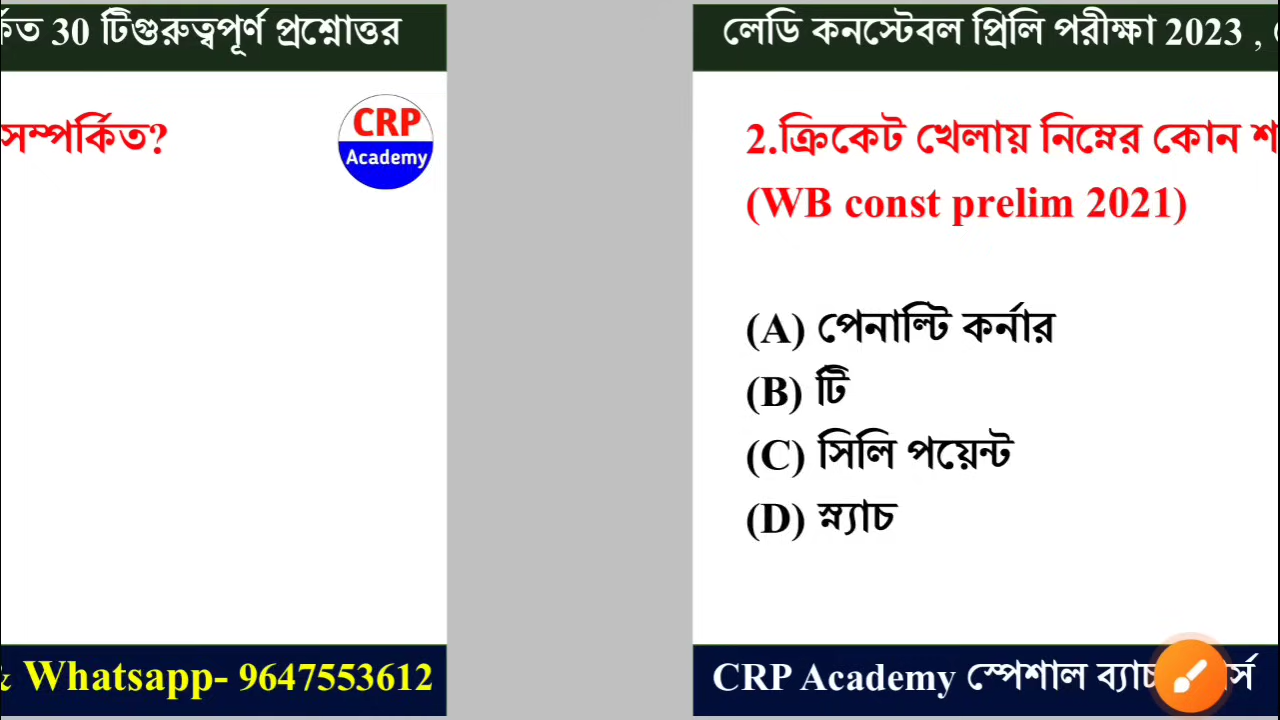 র্কিত 30 টিগুরুত্বপূর্ণ প্রশ্নোত্তর
সম্পর্কিত?
CRP
Academy
Whatsapp- 9647553612
লেডি কনস্টেবল প্রিলি পরীক্ষা 2023 ,
2.ক্রিকেট খেলায় নিম্নের কোন
(WB const prelim 2021)
(A) পেনাল্টি কর্নার
(B) টি
(C) সিলি পয়েন্ট
(D) স্ন্যাচ
CRP Academy স্পেশাল ব্যাচ